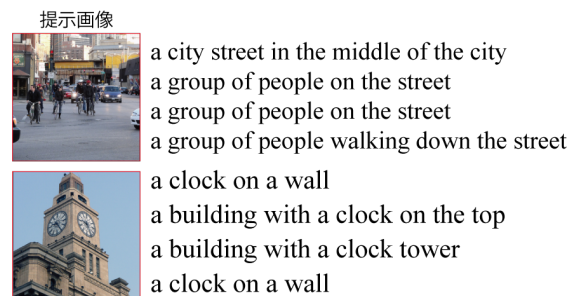 提示画像
a city street in the middle of the city
a group of people on the street
a group of people on the street
a group of people walking down the street
a clock on a wall
a building with a clock on the top
a building with a clock tower
a clock on a wall